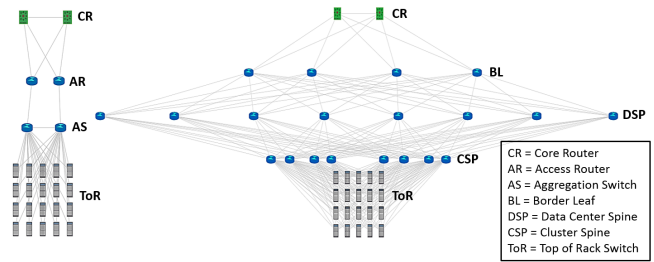 CR
AR
AS
ToR
CR
BL
DSP
CSP
ToR
CR = Core Router
AR = Access Router
AS = Aggregation Switch
BL = Border Leaf
DSP = Data Center Spine
CSP = Cluster Spine
ToR = Top of Rack Switch